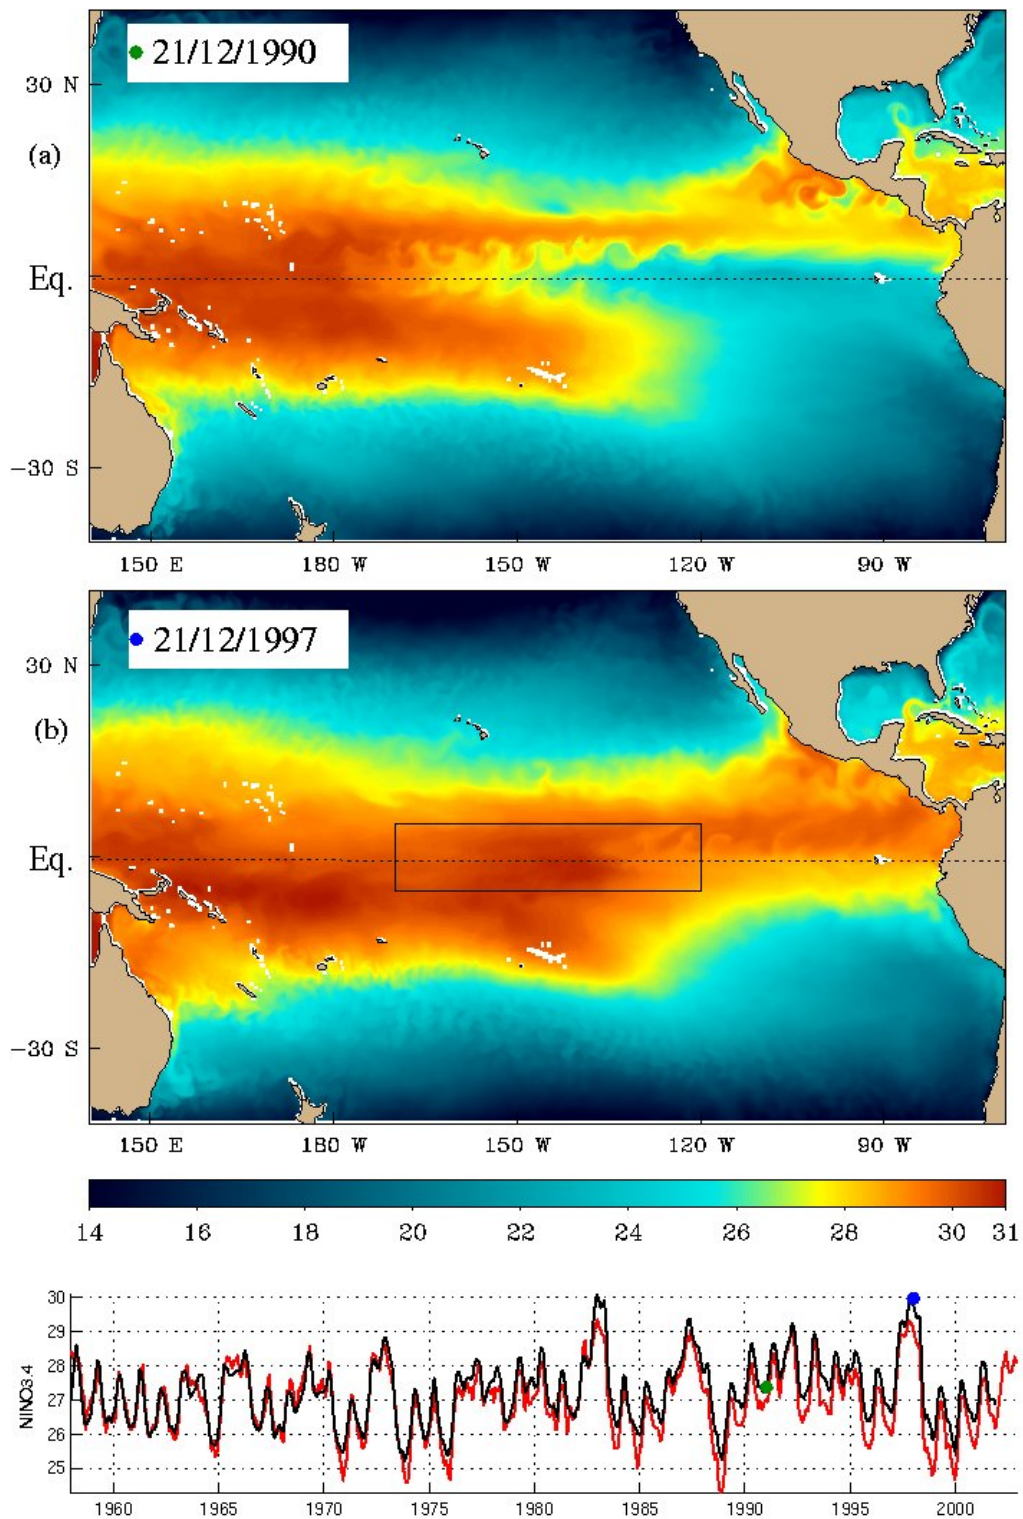 21/12/1990
30 N
(a)
Eq.
-30 S
150 E 180 W 150 W 120 W 90 W
21/12/1997
30 N
(b)
Eq.
-30 S
150 E 180 W 150 W 120 W 90 W
14 16 18 20 22 24 26 28 30 31
30
29
28
27
26
25
NINO3.4
1960 1965 1970 1975 1980 1985 1990 1995 2000